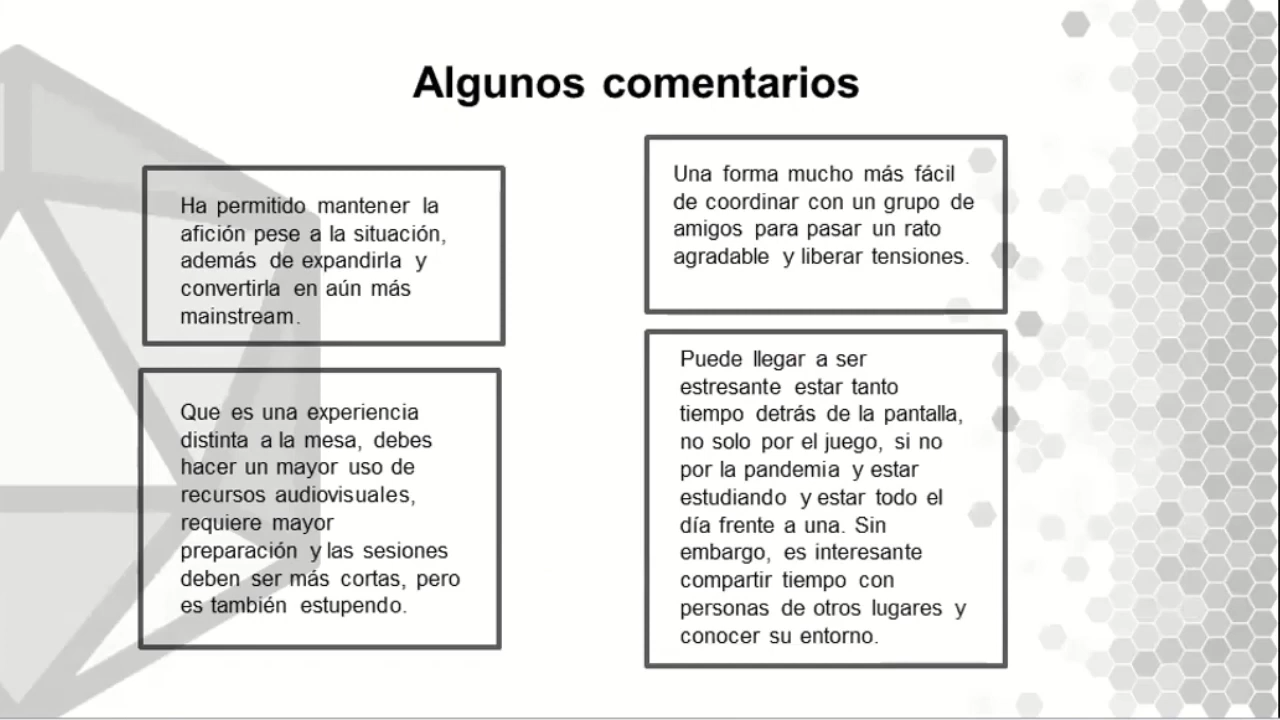 Algunos comentarios
Ha permitido mantener la
afición pese a la situación,
además de expandirla y
convertirla en aún más
mainstream.
Que es una experiencia
distinta a la mesa, debes
hacer un mayor uso de
recursos audiovisuales,
requiere mayor
preparación y las sesiones
deben ser más cortas, pero
es también estupendo.
Una forma mucho más fácil
de coordinar con un grupo de
amigos para pasar un rato
agradable y liberar tensiones.
Puede llegar a ser
estresante estar tanto
tiempo detrás de la pantalla,
no solo por el juego, si no
por la pandemia y estar
estudiando y estar todo el
día frente a una. Sin
embargo, es interesante
compartir tiempo con
personas de otros lugares y
conocer su entorno.